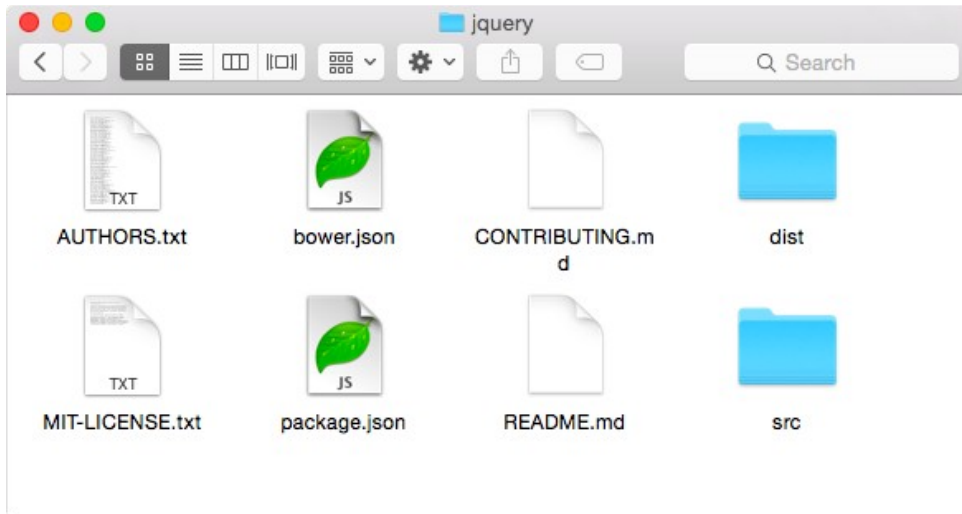 jquery
Search
TXT
JS
AUTHORS.txt
bower.json
CONTRIBUTING.m
d
dist
TXT
JS
MIT-LICENSE.txt
package.json
README.md
src